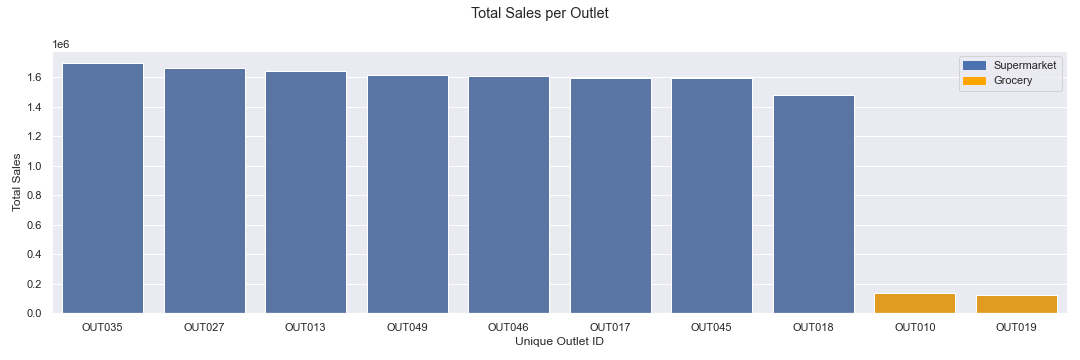 Total Sales per Outlet
1e6
Supermarket
Grocery
Total Sales
1.6
1.4
1.2
1.0
0.8
0.6
0.4
0.2
0.0
OUT035 OUT027 OUT013 OUT049 OUT046 OUT017 OUT045 OUT018 OUT010 OUT019
Unique Outlet ID